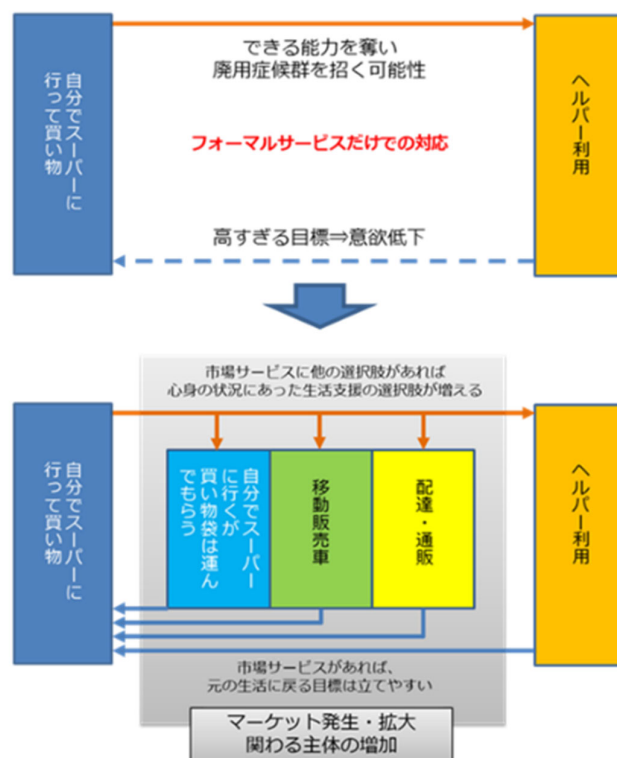 できる能力を奪い
廃用症候群を招く可能性
自分でスーパーに
行って買い物
フォーマルサービスだけでの対応
ヘルパー利用
高すぎる目標⇒意欲低下
市場サービスに他の選択肢があれば
心身の状況にあった生活支援の選択肢が増える
自分でスーパーに
行って買い物
自分でスーパー
に行くが
買い物袋は運ん
でもらう
移動販売車
配達・通販
ヘルパー利用
市場サービスがあれば、
元の生活に戻る目標は立てやすい
マーケット発生・拡大
関わる主体の増加